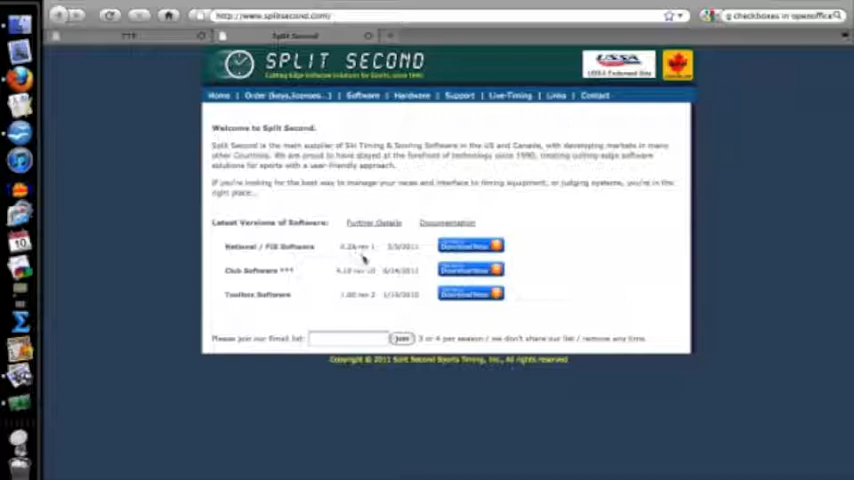 http://www.splitsecond.com/
g checkboxes in openoffice
Split Second
SPLIT SECOND
Cutting Edge Software Solutions for Sports, since 1990
USSA
USSA Endorsed Site
Home | Order (keys,licenses...) | Software | Hardware | Support | Live-Timing | Links | Contact
Welcome to Split Second.
Split Second is the main supplier of Ski Timing & Scoring Software in the US and Canada, with developing markets in many
other Countries. We are proud to have stayed at the forefront of technology since 1990, creating cutting-edge software
solutions for sports with a user-friendly approach.
If you're looking for the best way to manage your races and interface to timing equipment, or judging systems, you're in the
right place...
Latest Versions of Software: Further Details Documentation
National / FIS Software Download Now
Club Software *** Download Now
Toolbox Software Download Now
Please join our Email list: Join 3 or 4 per season / we don't share our list / remove any time.
Copyright © 2011 Split Second Sports Timing, Inc., All rights reserved